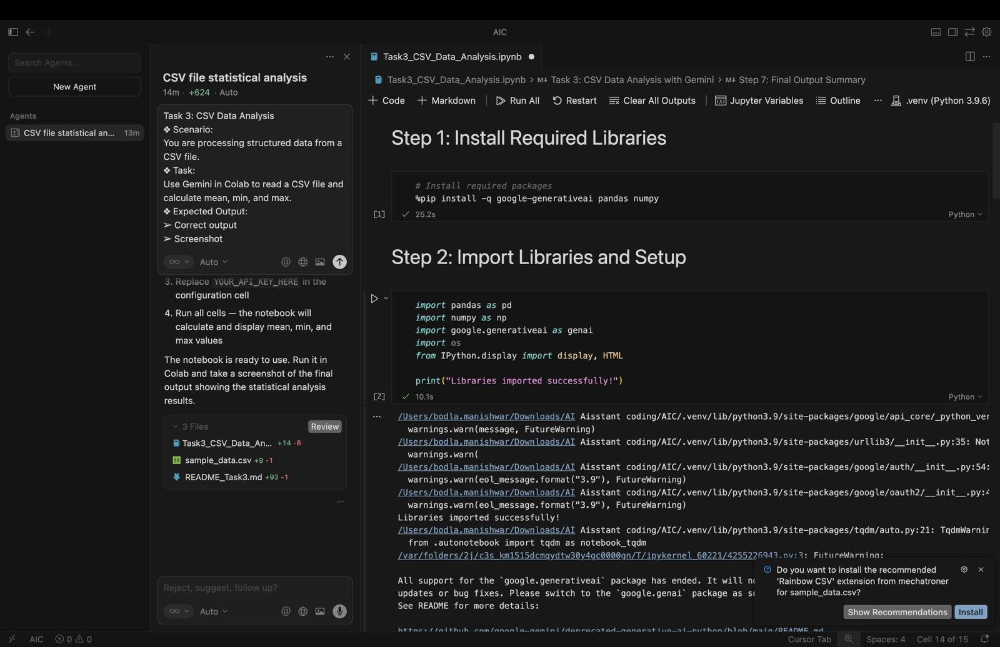 AIC
Search Agents...
New Agent
Agents
CSV file statistical an... 13m
CSV file statistical analysis
14m · +624 · Auto
Task 3: CSV Data Analysis
❖ Scenario:
You are processing structured data from a
CSV file.
❖ Task:
Use Gemini in Colab to read a CSV file and
calculate mean, min, and max.
❖ Expected Output:
➢ Correct output
➢ Screenshot
∞ Auto
3. Replace YOUR_API_KEY_HERE in the
configuration cell
4. Run all cells — the notebook will
calculate and display mean, min, and
max values
The notebook is ready to use. Run it in
Colab and take a screenshot of the final
output showing the statistical analysis
results.
3 Files Review
Task3_CSV_Data_An... +14 -6
sample_data.csv +9 -1
README_Task3.md +93 -1
Reject, suggest, follow up?
∞ Auto
Task3_CSV_Data_Analysis.ipynb
Task3_CSV_Data_Analysis.ipynb > M↓ Task 3: CSV Data Analysis with Gemini > M↓ Step 7: Final Output Summary
+ Code + Markdown Run All Restart Clear All Outputs Jupyter Variables Outline ... .venv (Python 3.9.6)
Step 1: Install Required Libraries
# Install required packages
%pip install -q google-generativeai pandas numpy
[1] ✓ 25.2s Python
Step 2: Import Libraries and Setup
import pandas as pd
import numpy as np
import google.generativeai as genai
import os
from IPython.display import display, HTML
print("Libraries imported successfully!")
[2] ✓ 10.1s Python
/Users/bodla.manishwar/Downloads/AI Aisstant coding/AIC/.venv/lib/python3.9/site-packages/google/api_core/_python_ver
warnings.warn(message, FutureWarning)
/Users/bodla.manishwar/Downloads/AI Aisstant coding/AIC/.venv/lib/python3.9/site-packages/urllib3/__init__.py:35: Not
warnings.warn(
/Users/bodla.manishwar/Downloads/AI Aisstant coding/AIC/.venv/lib/python3.9/site-packages/google/auth/__init__.py:54:
warnings.warn(eol_message.format("3.9"), FutureWarning)
/Users/bodla.manishwar/Downloads/AI Aisstant coding/AIC/.venv/lib/python3.9/site-packages/google/oauth2/__init__.py:4
warnings.warn(eol_message.format("3.9"), FutureWarning)
Libraries imported successfully!
/Users/bodla.manishwar/Downloads/AI Aisstant coding/AIC/.venv/lib/python3.9/site-packages/tqdm/auto.py:21: TqdmWarnin
from .autonotebook import tqdm as notebook_tqdm
/var/folders/2j/c3s_km1515dcmqydtw30y4gc0000gn/T/ipykernel_60221/4255226943.py:3: FutureWarning:
All support for the `google.generativeai` package has ended. It will no
updates or bug fixes. Please switch to the `google.genai` package as so
See README for more details:
https://github.com/google-gemini/deprecated-generative-ai-python/blob/main/README.md
Do you want to install the recommended
'Rainbow CSV' extension from mechatroner
for sample_data.csv?
Show Recommendations Install
AIC 0 0 Cursor Tab Spaces: 4 Cell 14 of 15